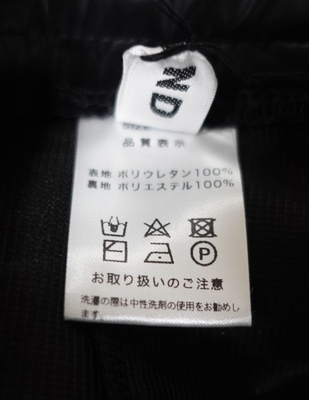 ND
品質表示
表地 ポリウレタン100%
裏地 ポリエステル100%
お取り扱いのご注意
洗濯の際は中性洗剤の使用をお勧めし
ます。